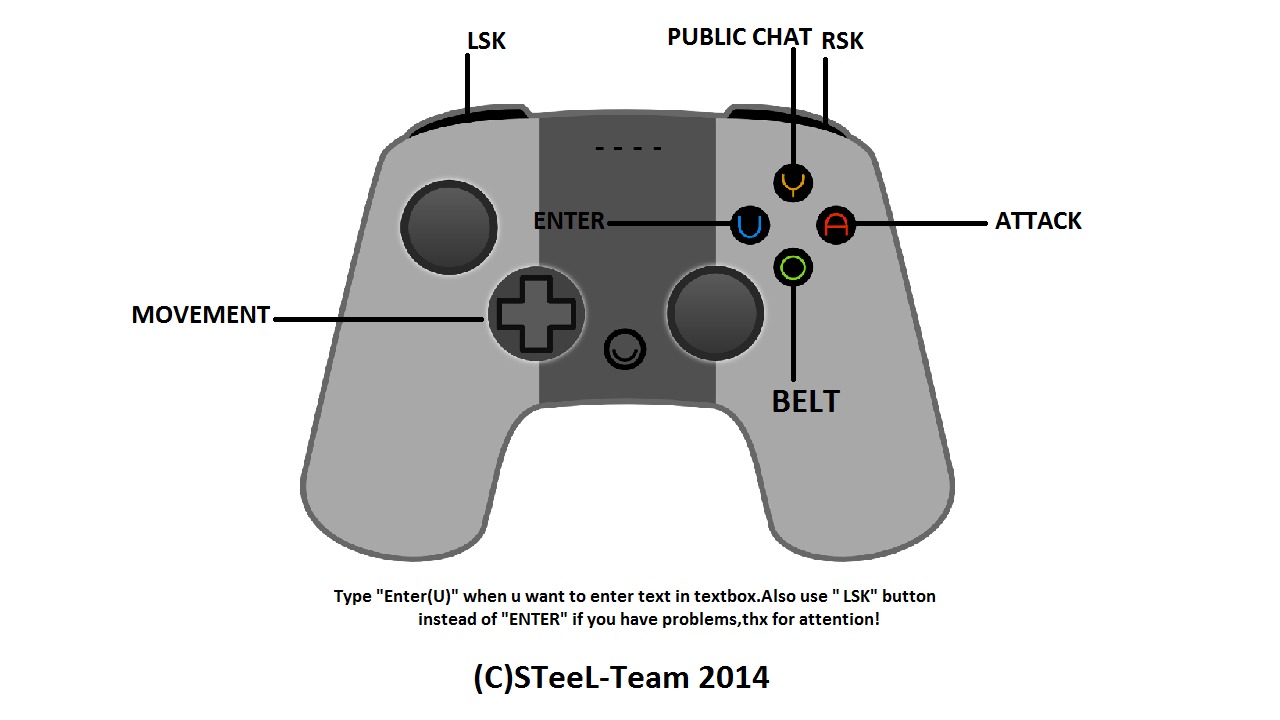 LSK
PUBLIC CHAT
RSK
Y
ENTER
U
A
ATTACK
O
MOVEMENT
BELT
Type "Enter(U)" when u want to enter text in textbox.Also use " LSK" button
instead of "ENTER" if you have problems,thx for attention!
(C)STeeL-Team 2014